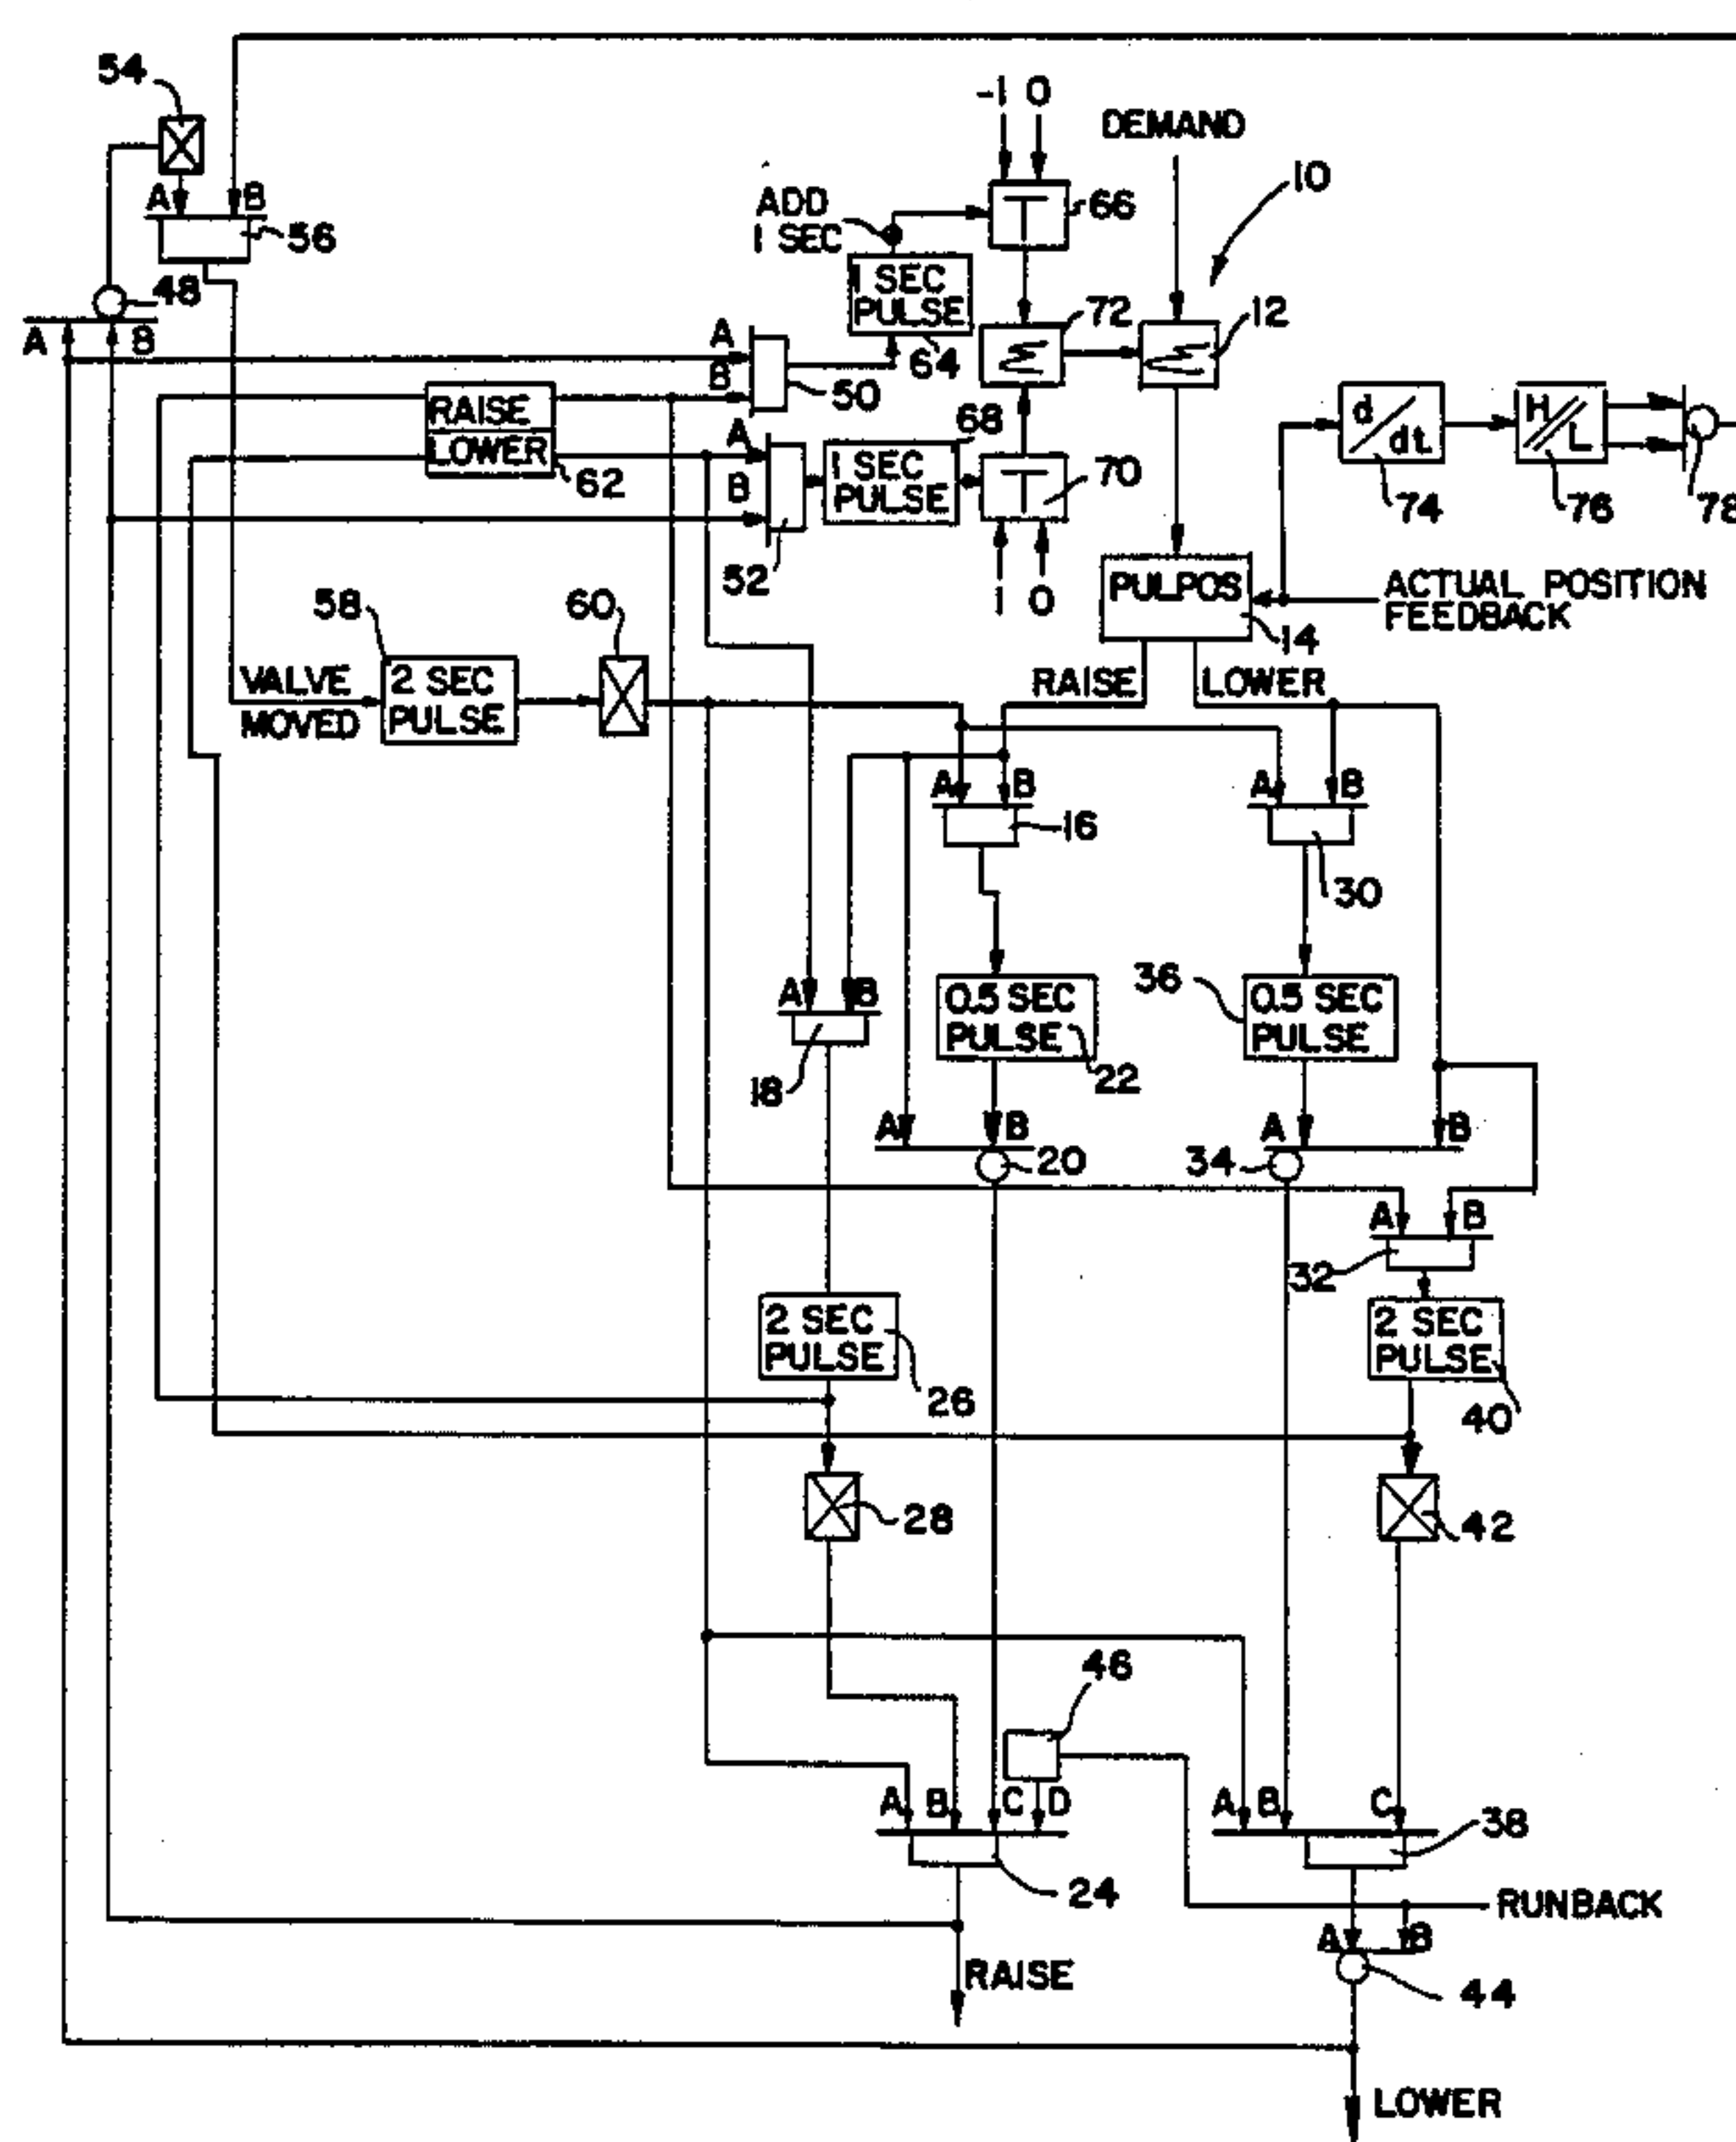 54
-1 0
DEMAND
10
A B
ADD
1 SEC
66
56
1 SEC
PULSE
48
72
12
A B
A
64
B
50
RAISE
68
d/dt
H//L
LOWER
A
1 SEC
PULSE
T
70
62
B
74
76
78
52
PULPOS
ACTUAL POSITION
FEEDBACK
58
60
1 0
14
VALVE
MOVED
2 SEC
PULSE
RAISE
LOWER
A B
A B
16
30
36
A B
0.5 SEC
PULSE
0.5 SEC
PULSE
18
22
A B
A B
20
34
A B
32
2 SEC
PULSE
2 SEC
PULSE
26
40
28
42
46
A B C D
A B C
38
24
RUNBACK
A B
RAISE
44
LOWER